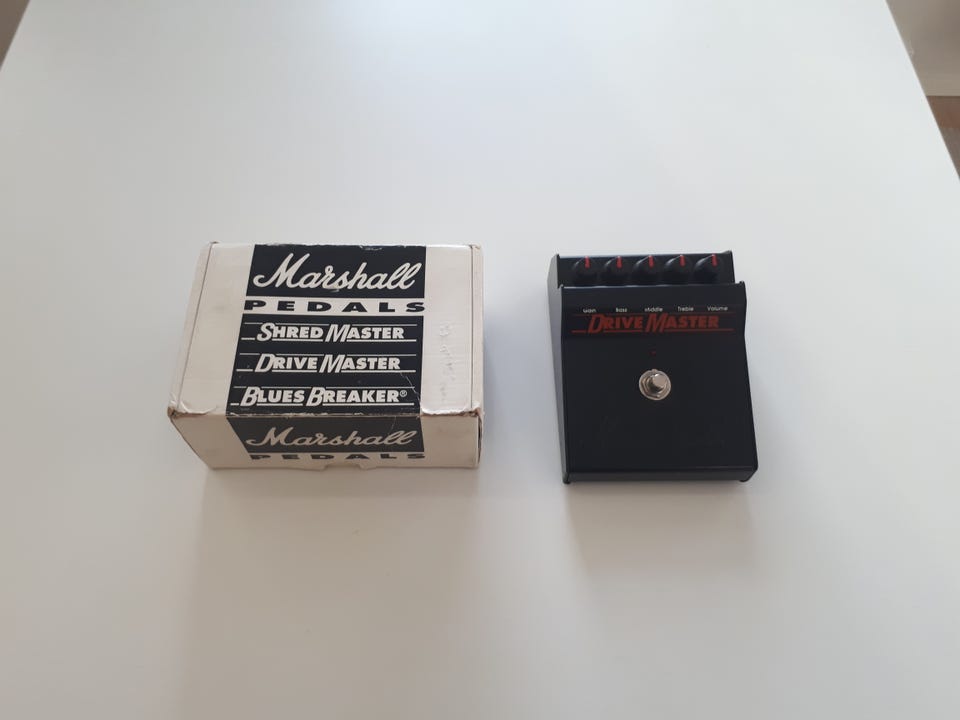 Marshall
PEDALS
SHRED MASTER
DRIVE MASTER
BLUES BREAKER®
Marshall
PEDALS
Gain Bass Middle Treble Volume
DRIVE MASTER